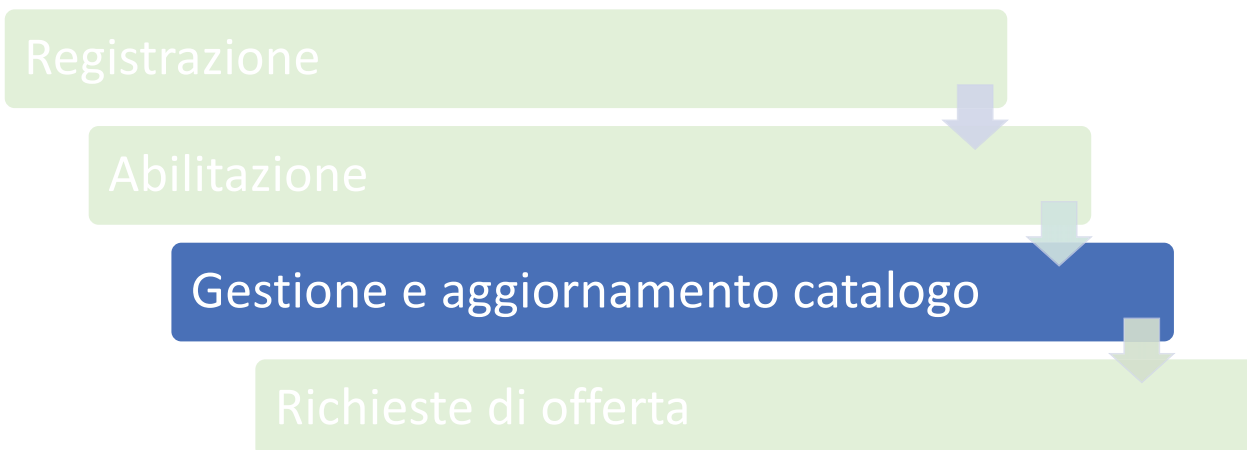 Registrazione
Abilitazione
Gestione e aggiornamento catalogo
Richieste di offerta